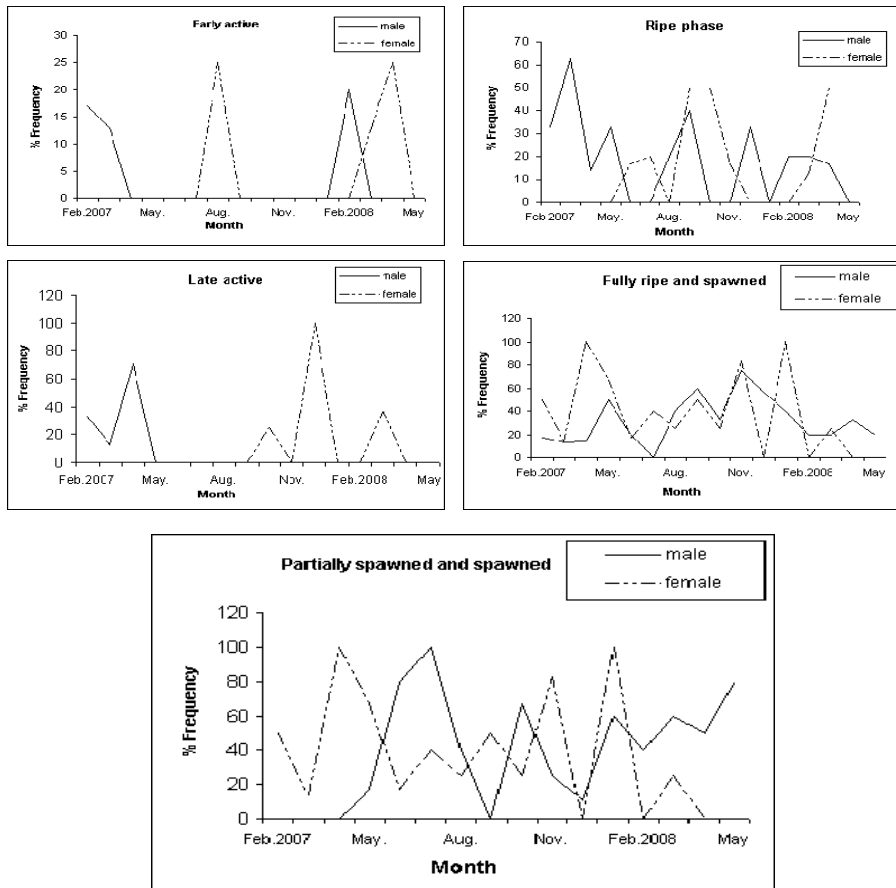 Early active
male
female
% Frequency
30
25
20
15
10
5
0
Feb.2007 May. Aug. Nov. Feb.2008 May
Month
Ripe phase
male
female
% Frequency
70
60
50
40
30
20
10
0
Feb 2007 May. Aug. Nov. Feb.2008 May
Month
Late active
male
female
% Frequency
120
100
80
60
40
20
0
Feb.2007 May. Aug. Nov. Feb.2008 May
Month
Fully ripe and spawned
male
female
% Frequency
120
100
80
60
40
20
0
Feb.2007 May. Aug. Nov. Feb.2008 May
Month
Partially spawned and spawned
male
female
% Frequency
120
100
80
60
40
20
0
Feb.2007 May. Aug. Nov. Feb.2008 May
Month